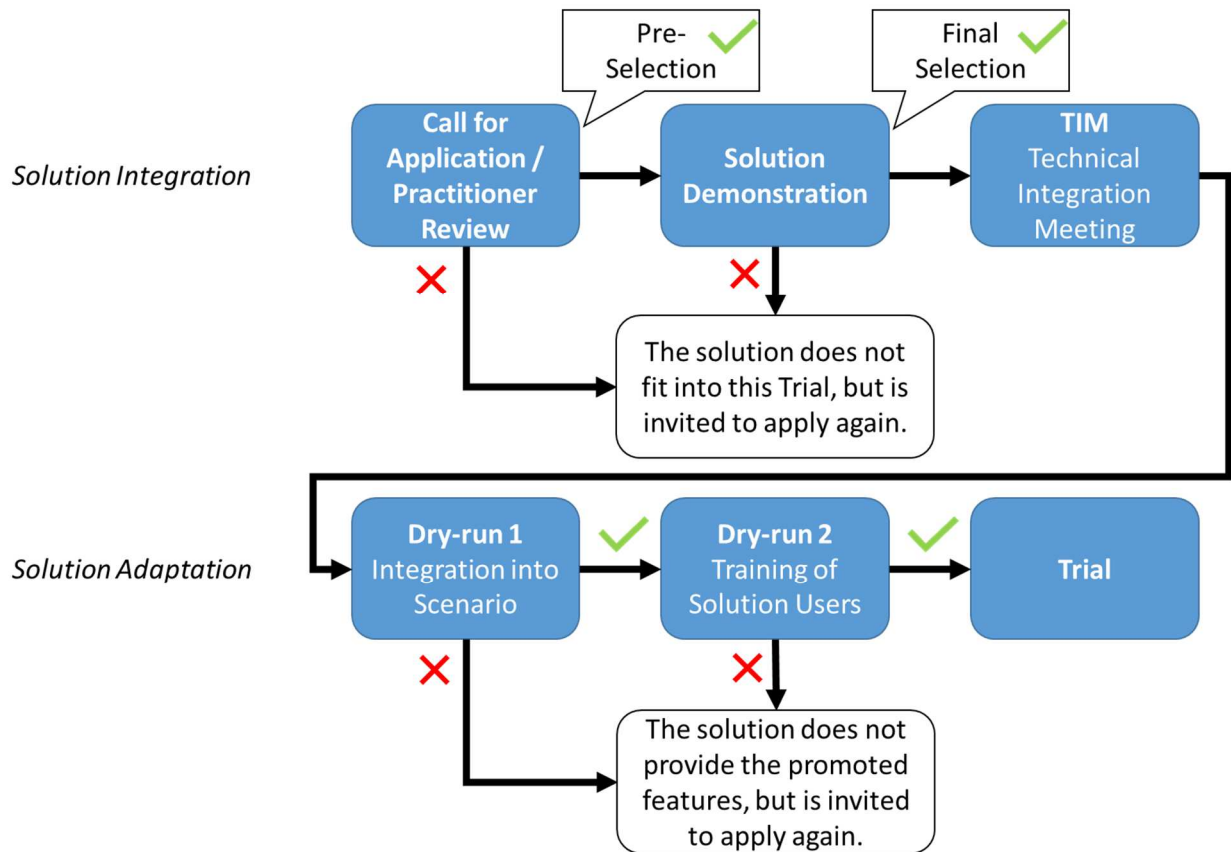 Pre-
Selection
Final
Selection
Solution Integration
Call for
Application /
Practitioner
Review
Solution
Demonstration
TIM
Technical
Integration
Meeting
The solution does not
fit into this Trial, but is
invited to apply again.
Solution Adaptation
Dry-run 1
Integration into
Scenario
Dry-run 2
Training of
Solution Users
Trial
The solution does not
provide the promoted
features, but is invited
to apply again.